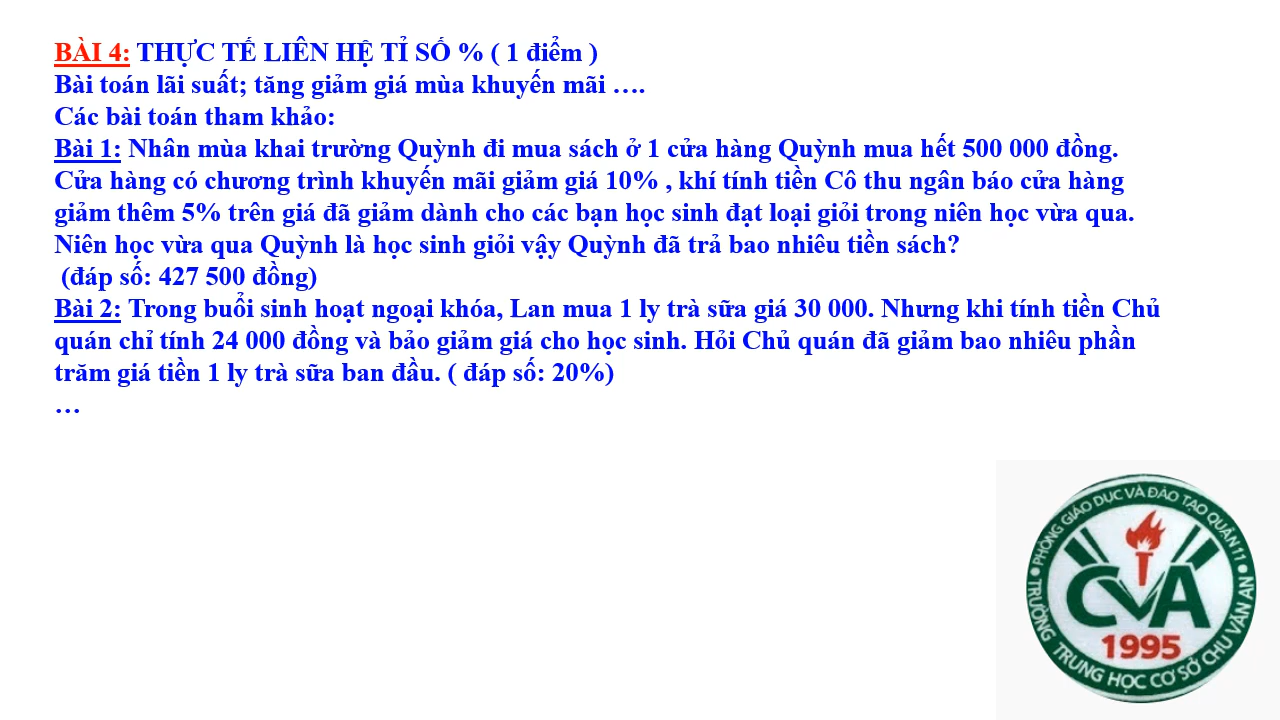 BÀI 4: THỰC TẾ LIÊN HỆ TỈ SỐ % ( 1 điểm )
Bài toán lãi suất; tăng giảm giá mùa khuyến mãi ….
Các bài toán tham khảo:
Bài 1: Nhân mùa khai trường Quỳnh đi mua sách ở 1 cửa hàng Quỳnh mua hết 500 000 đồng.
Cửa hàng có chương trình khuyến mãi giảm giá 10% , khí tính tiền Cô thu ngân báo cửa hàng
giảm thêm 5% trên giá đã giảm dành cho các bạn học sinh đạt loại giỏi trong niên học vừa qua.
Niên học vừa qua Quỳnh là học sinh giỏi vậy Quỳnh đã trả bao nhiêu tiền sách?
(đáp số: 427 500 đồng)
Bài 2: Trong buổi sinh hoạt ngoại khóa, Lan mua 1 ly trà sữa giá 30 000. Nhưng khi tính tiền Chủ
quán chỉ tính 24 000 đồng và bảo giảm giá cho học sinh. Hỏi Chủ quán đã giảm bao nhiêu phần
trăm giá tiền 1 ly trà sữa ban đầu. ( đáp số: 20%)
…
PHÒNG GIÁO DỤC VÀ ĐÀO TẠO QUẬN 11
CVA
1995
TRƯỜNG TRUNG HỌC CƠ SỞ CHU VĂN AN